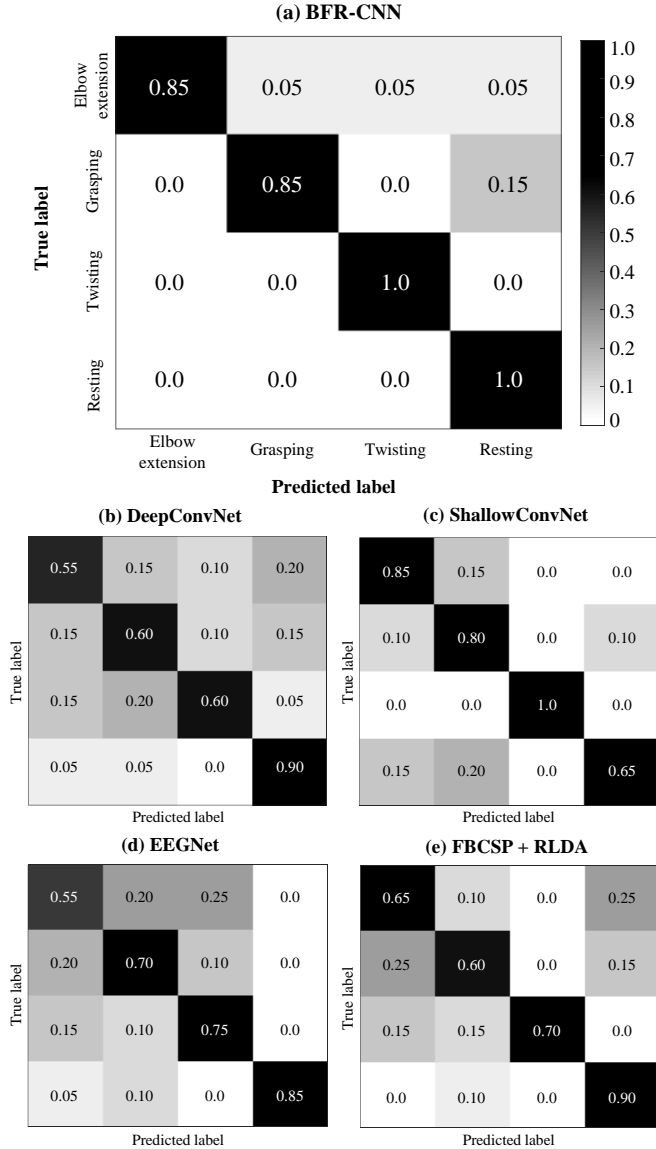 (a) BFR-CNN
Elbow extension 0.85 0.05 0.05 0.05
Grasping 0.0 0.85 0.0 0.15
Twisting 0.0 0.0 1.0 0.0
Resting 0.0 0.0 0.0 1.0
True label
Elbow extension Grasping Twisting Resting
Predicted label
1.0
0.9
0.8
0.7
0.6
0.5
0.4
0.3
0.2
0.1
0
(b) DeepConvNet
0.55 0.15 0.10 0.20
0.15 0.60 0.10 0.15
0.15 0.20 0.60 0.05
0.05 0.05 0.0 0.90
True label
Predicted label
(c) ShallowConvNet
0.85 0.15 0.0 0.0
0.10 0.80 0.0 0.10
0.0 0.0 1.0 0.0
0.15 0.20 0.0 0.65
True label
Predicted label
(d) EEGNet
0.55 0.20 0.25 0.0
0.20 0.70 0.10 0.0
0.15 0.10 0.75 0.0
0.05 0.10 0.0 0.85
True label
Predicted label
(e) FBCSP + RLDA
0.65 0.10 0.0 0.25
0.25 0.60 0.0 0.15
0.15 0.15 0.70 0.0
0.0 0.10 0.0 0.90
True label
Predicted label